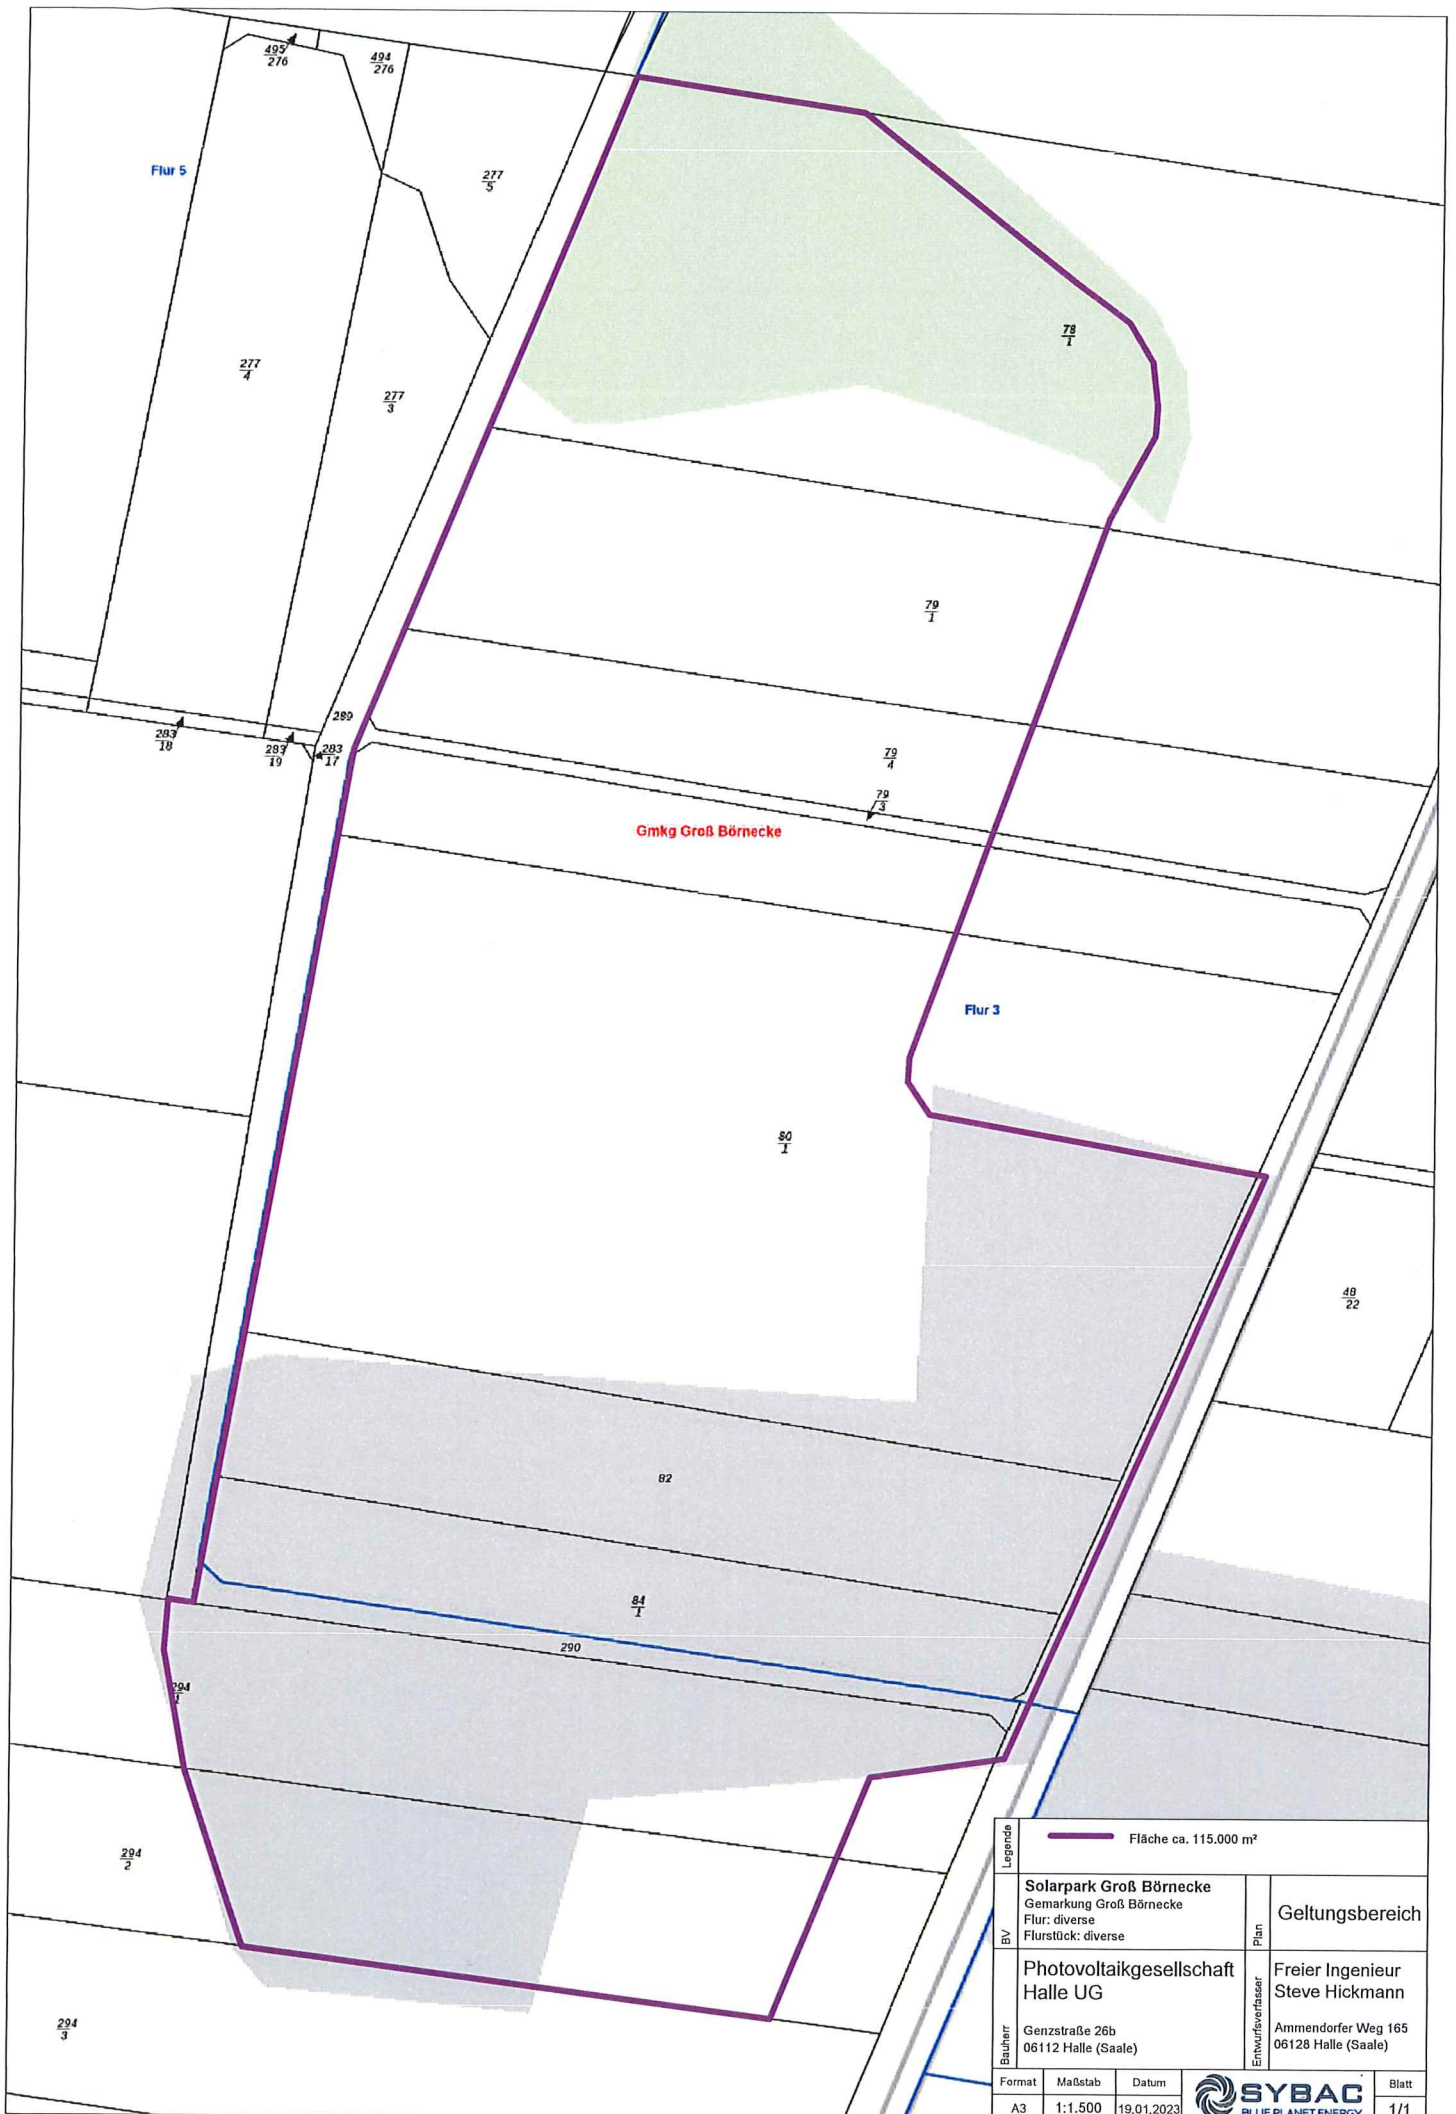 495
276
494
276
Flur 5
277
5
78
1
277
4
277
3
79
1
289
283
18
283
19
283
17
79
4
79
3
Gmkg Groß Börnecke
Flur 3
80
1
48
22
82
84
1
290
294
1
294
2
294
3
Legende
Fläche ca. 115.000 m²
BV
Solarpark Groß Börnecke
Gemarkung Groß Börnecke
Flur: diverse
Flurstück: diverse
Plan
Geltungsbereich
Bauherr
Photovoltaikgesellschaft
Halle UG
Genzstraße 26b
06112 Halle (Saale)
Entwurfsverfasser
Freier Ingenieur
Steve Hickmann
Ammendorfer Weg 165
06128 Halle (Saale)
Format
Maßstab
Datum
A3
1:1.500
19.01.2023
SYBAC
BLUE PLANET ENERGY
Blatt
1/1